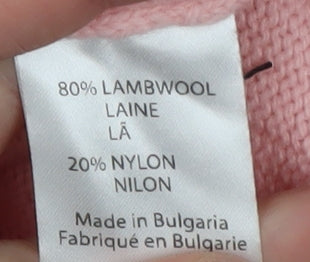 80% LAMBWOOL
LAINE
LÃ
20% NYLON
NILON
Made in Bulgaria
Fabriqué en Bulgarie